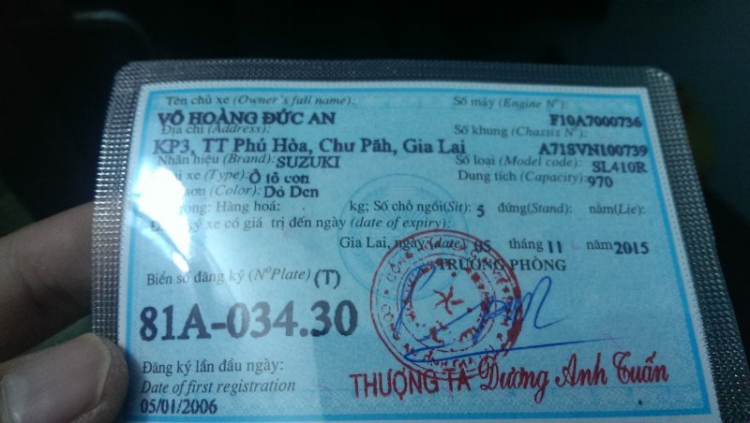 Tên chủ xe (Owner's full name):
VÕ HOÀNG ĐỨC AN
Địa chỉ (Address):
KP3, TT Phú Hòa, Chư Păh, Gia Lai
Nhãn hiệu (Brand): SUZUKI
xe (Type): Ô tô con
sơn (Color): Đỏ Đen
Số máy (Engine N°):
F10A7000736
Số khung (Chassis N°):
A71SVN100739
Số loại (Model code): SL410R
Dung tích (Capacity): 970
trọng: Hàng hoá: kg; Số chỗ ngồi(Sit): 5 đứng(Stand): nằm(Lie):
xe có giá trị đến ngày (date of expiry):
Gia Lai, ngày (date) 05 tháng 11 năm 2015
TRƯỞNG PHÒNG
Biển số đăng ký (N°Plate) (T)
81A-034.30
Đăng ký lần đầu ngày:
Date of first registration
05/01/2006
THƯỢNG TÁ Dương Anh Tuấn